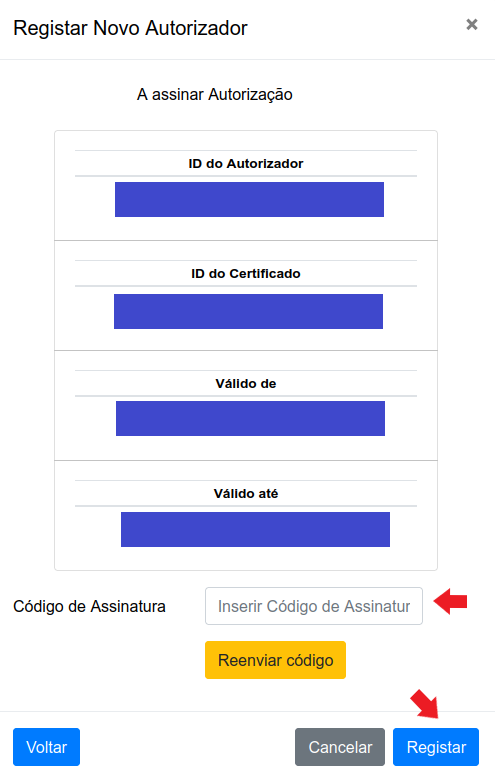 Registar Novo Autorizador
×
A assinar Autorização
ID do Autorizador
ID do Certificado
Válido de
Válido até
Código de Assinatura
Inserir Código de Assinatur
Reenviar código
Voltar
Cancelar
Registar